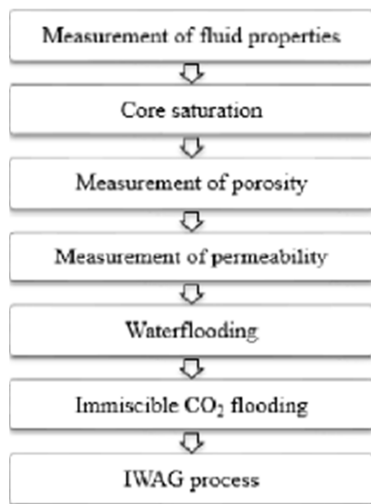 Measurement of fluid properties
Core saturation
Measurement of porosity
Measurement of permeability
Waterflooding
Immiscible CO₂ flooding
IWAG process